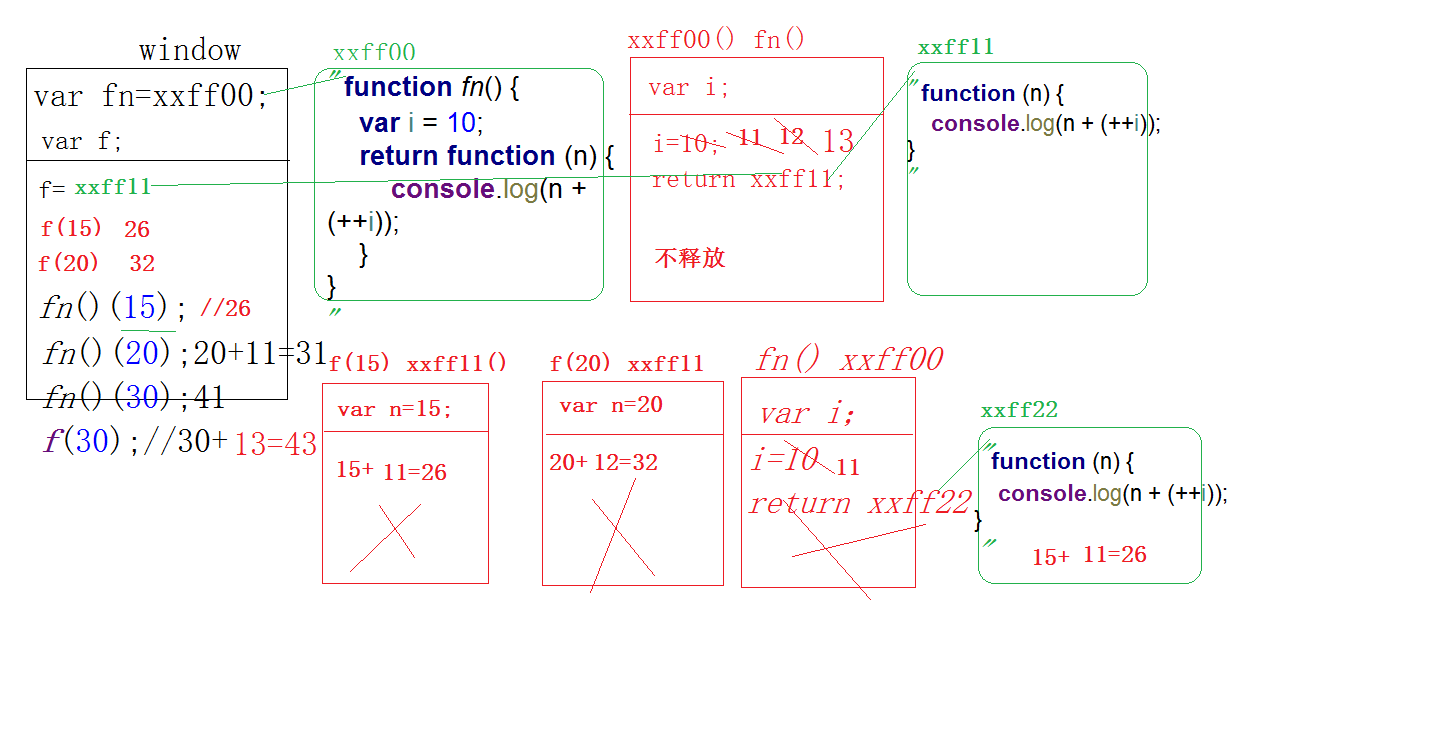 window
var fn=xxff00;
var f;
f= xxff11
f(15) 26
f(20) 32
fn()(15); //26
fn()(20);20+11=31
fn()(30);41
f(30);//30+ 13=43
xxff00
"function fn() {
var i = 10;
return function (n) {
console.log(n +
(++i));
}
}
"
xxff00() fn()
var i;
i=10; 11 12 13
return xxff11;
不释放
xxff11
"function (n) {
console.log(n + (++i));
}
"
f(15) xxff11()
var n=15;
15+ 11=26
f(20) xxff11
var n=20
20+ 12=32
fn() xxff00
var i;
i=10 11
return xxff22
xxff22
"function (n) {
console.log(n + (++i));
}
"
15+ 11=26